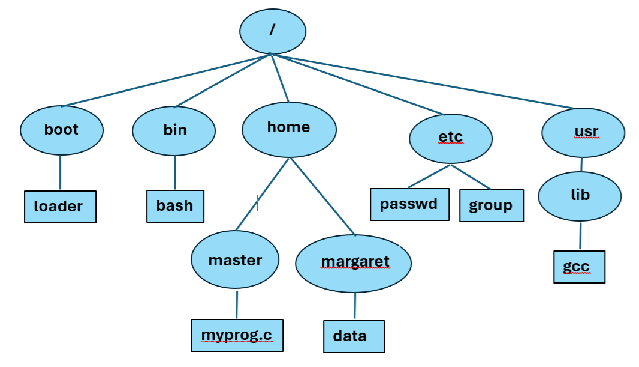 /
boot
bin
home
etc
usr
loader
bash
passwd
group
lib
master
margaret
gcc
myprog.c
data